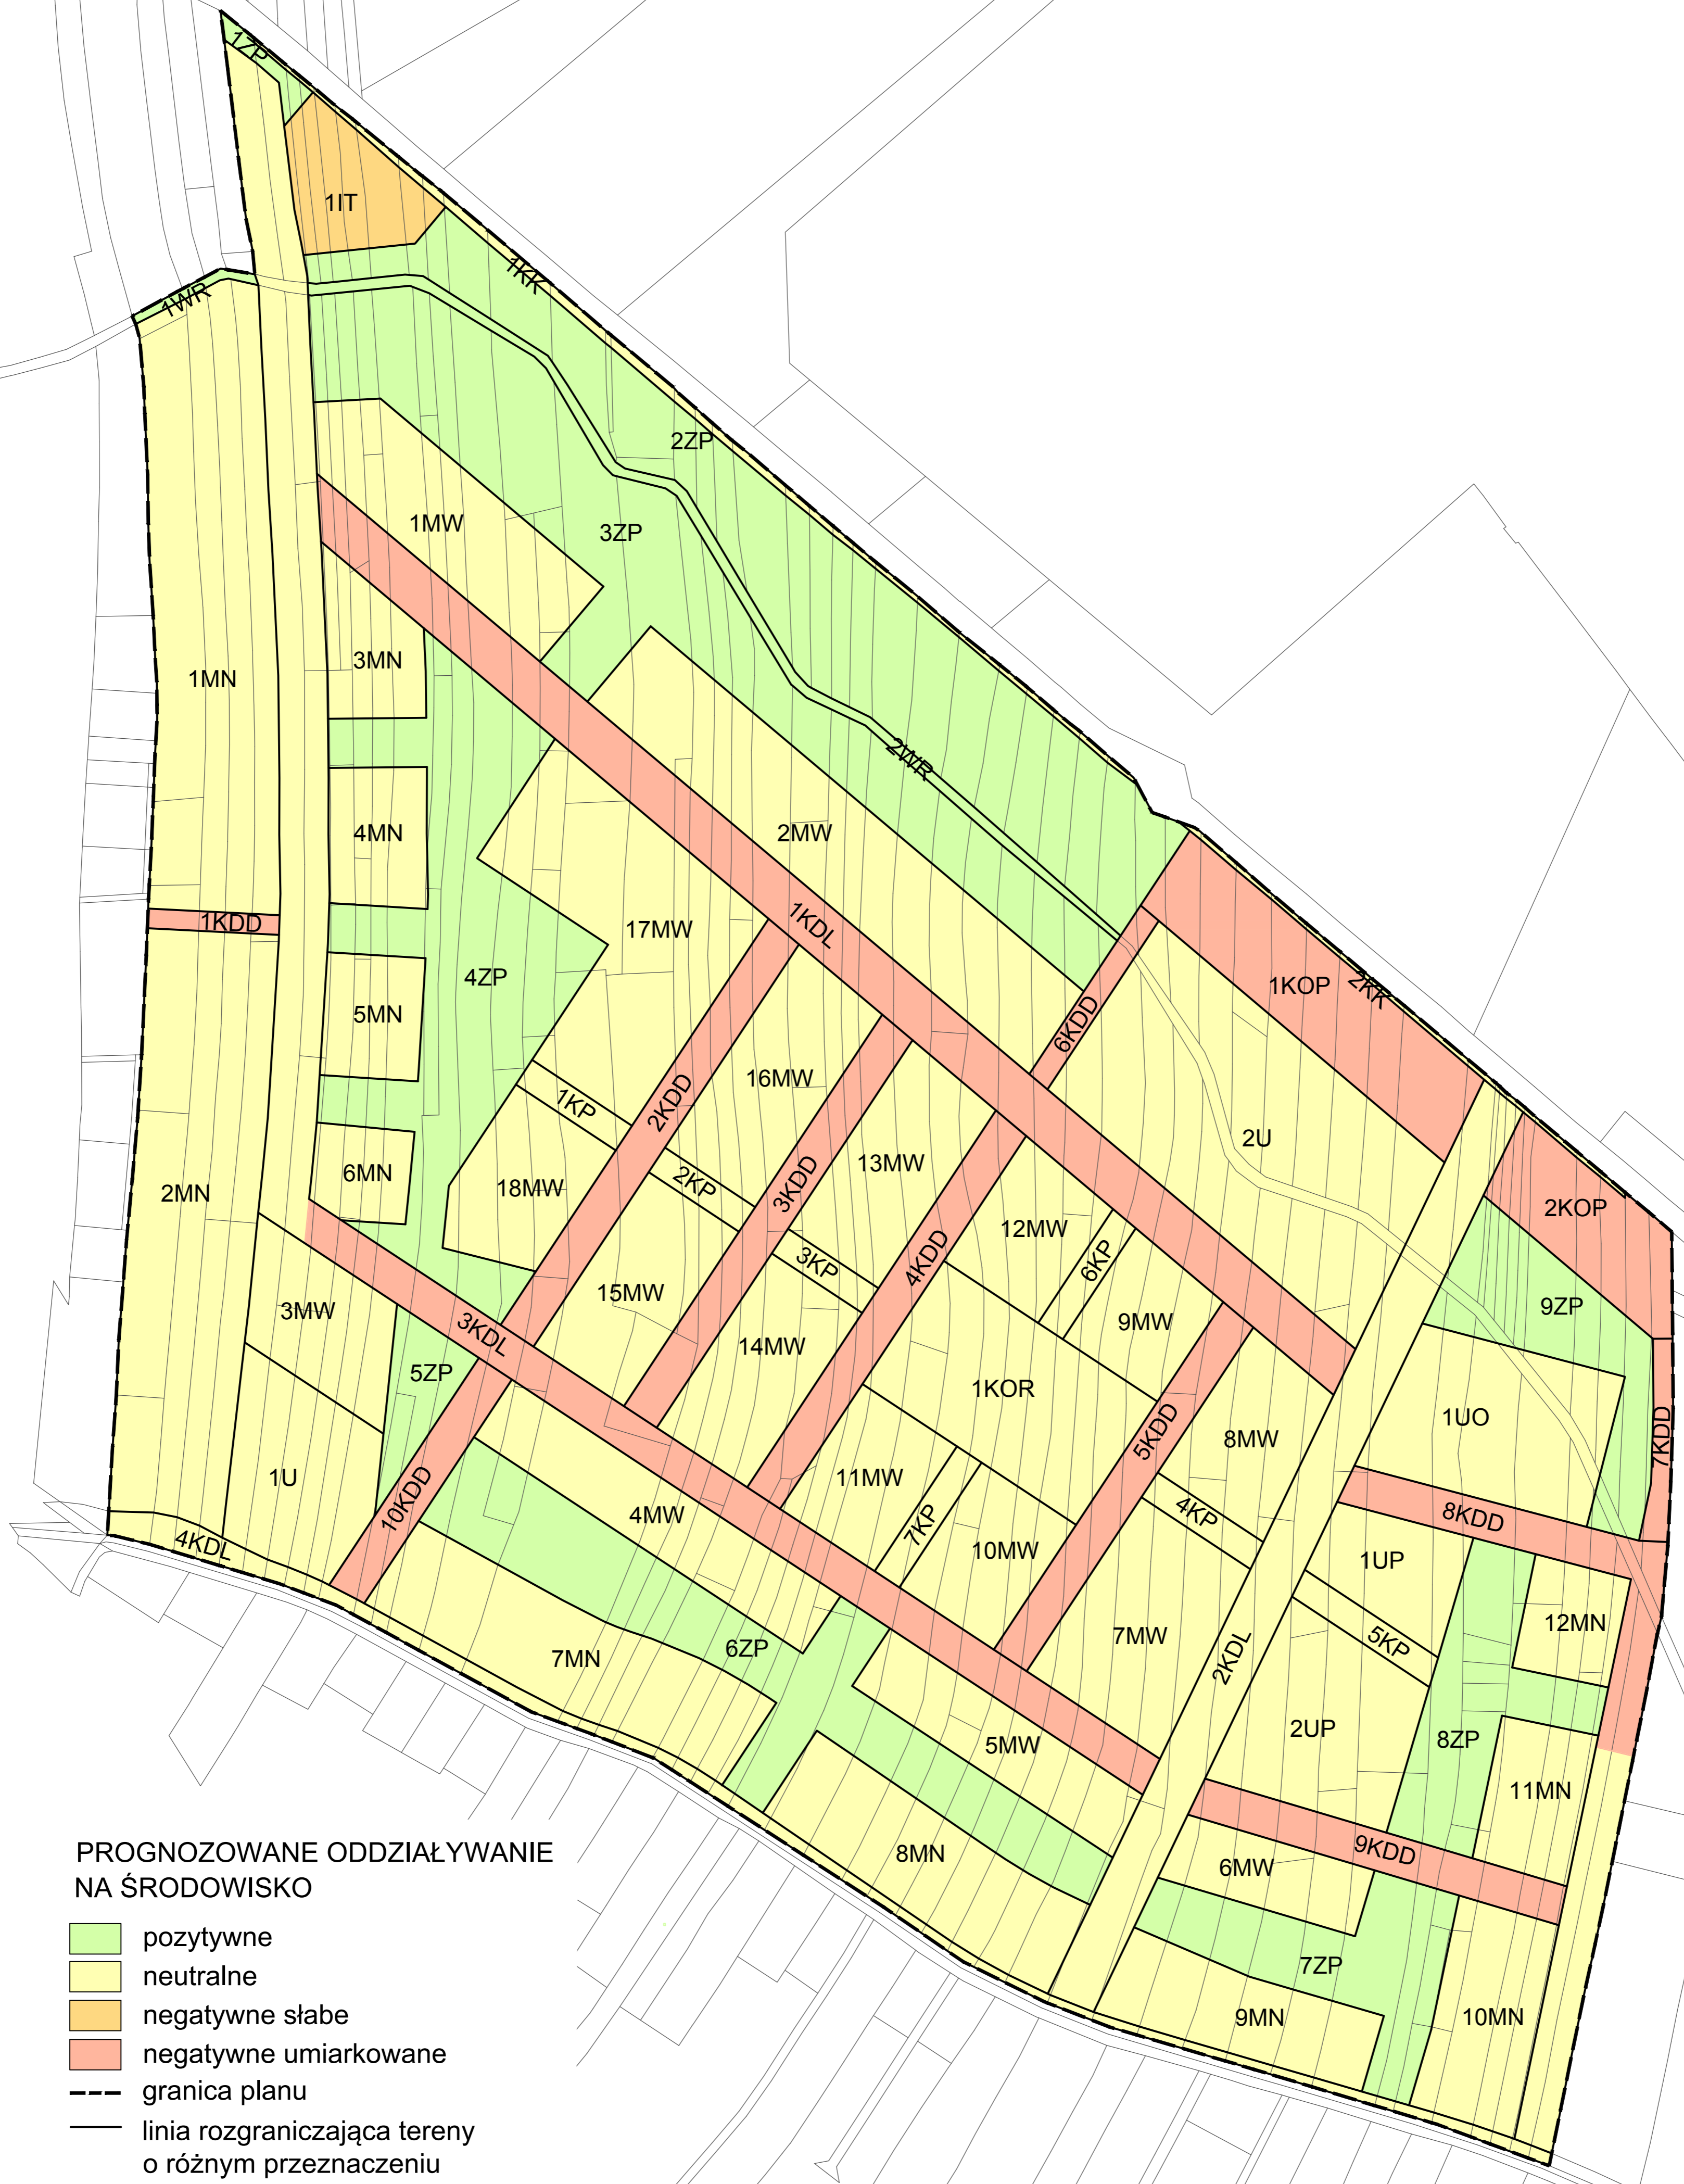 1ZP
1IT
1KK
1WR
2ZP
3ZP
1MW
3MN
1MN
2WR
4MN
2MW
1KDD
17MW
1KDL
4ZP
1KOP
2KK
5MN
6KDD
16MW
2KDD
1KP
2U
13MW
3KDD
2KP
6MN
18MW
2MN
2KOP
12MW
6KP
4KDD
3KP
15MW
9ZP
3MW
9MW
3KDL
14MW
5ZP
1KOR
1UO
7KDD
5KDD
8MW
1U
11MW
10KDD
4MW
4KP
8KDD
7KP
4KDL
10MW
1UP
12MN
7MW
5KP
6ZP
7MN
2KDL
2UP
8ZP
5MW
11MN
8MN
9KDD
6MW
7ZP
9MN
10MN
PROGNOZOWANE ODDZIAŁYWANIE
NA ŚRODOWISKO
pozytywne
neutralne
negatywne słabe
negatywne umiarkowane
granica planu
linia rozgraniczająca tereny
o różnym przeznaczeniu